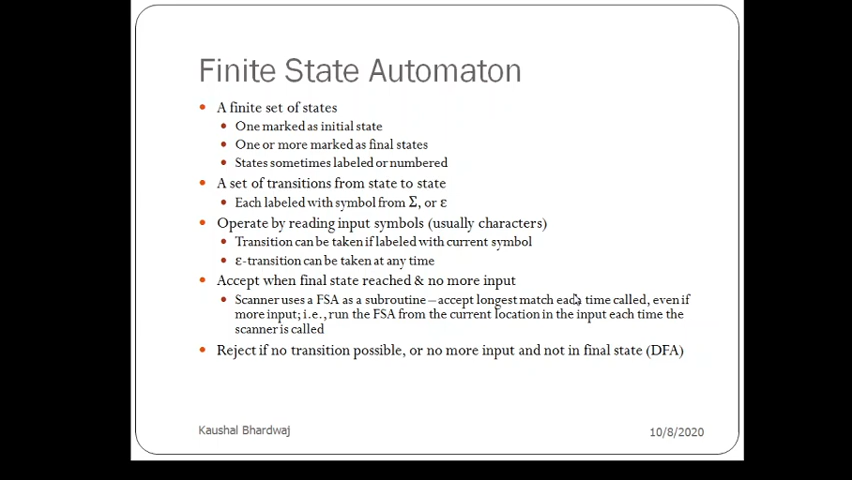 Finite State Automaton
• A finite set of states
• One marked as initial state
• One or more marked as final states
• States sometimes labeled or numbered
• A set of transitions from state to state
• Each labeled with symbol from Σ, or ε
• Operate by reading input symbols (usually characters)
• Transition can be taken if labeled with current symbol
• ε-transition can be taken at any time
• Accept when final state reached & no more input
• Scanner uses a FSA as a subroutine – accept longest match each time called, even if
more input; i.e., run the FSA from the current location in the input each time the
scanner is called
• Reject if no transition possible, or no more input and not in final state (DFA)
Kaushal Bhardwaj
10/8/2020